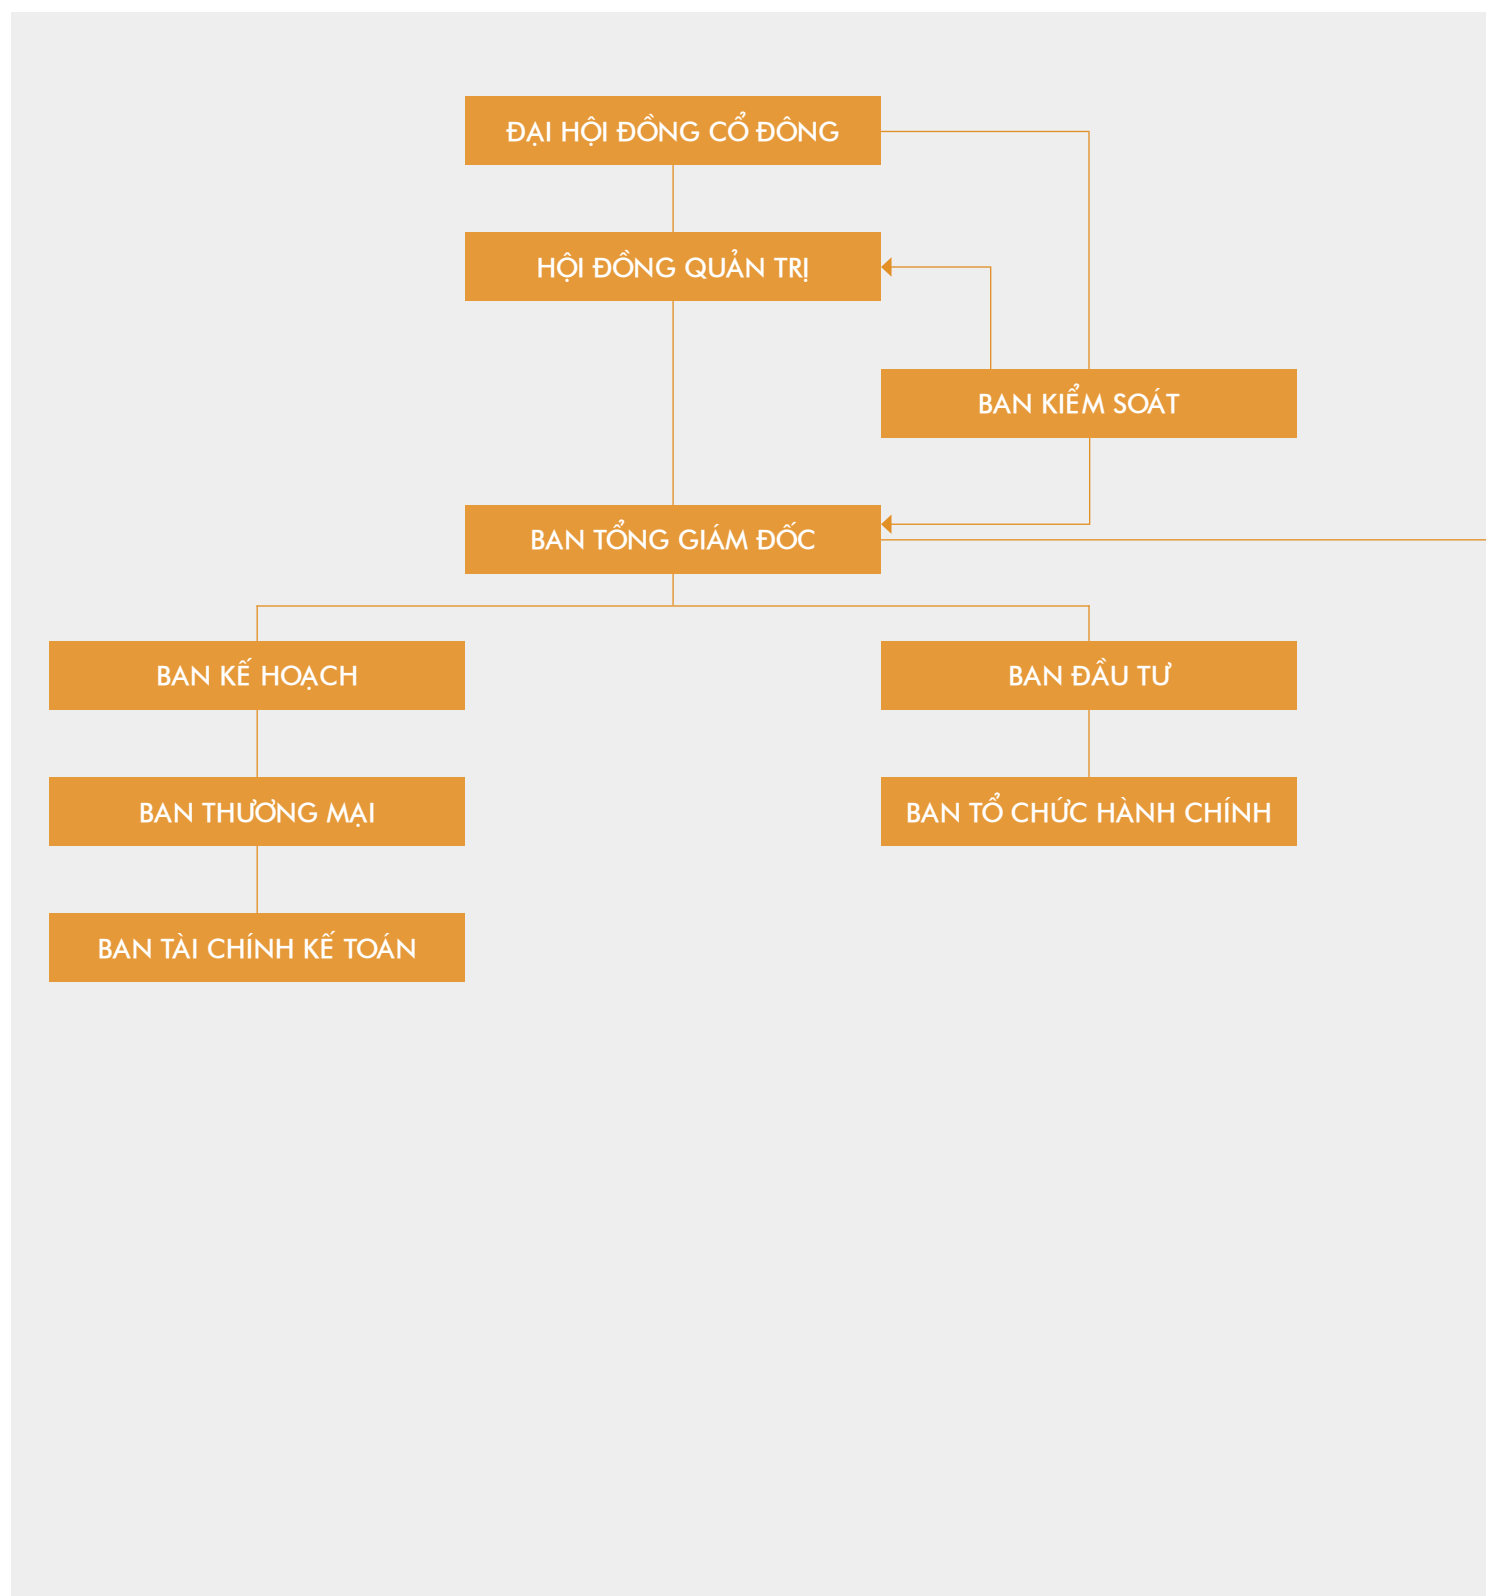 ĐẠI HỘI ĐỒNG CỔ ĐÔNG
HỘI ĐỒNG QUẢN TRỊ
BAN KIỂM SOÁT
BAN TỔNG GIÁM ĐỐC
BAN KẾ HOẠCH
BAN ĐẦU TƯ
BAN THƯƠNG MẠI
BAN TỔ CHỨC HÀNH CHÍNH
BAN TÀI CHÍNH KẾ TOÁN